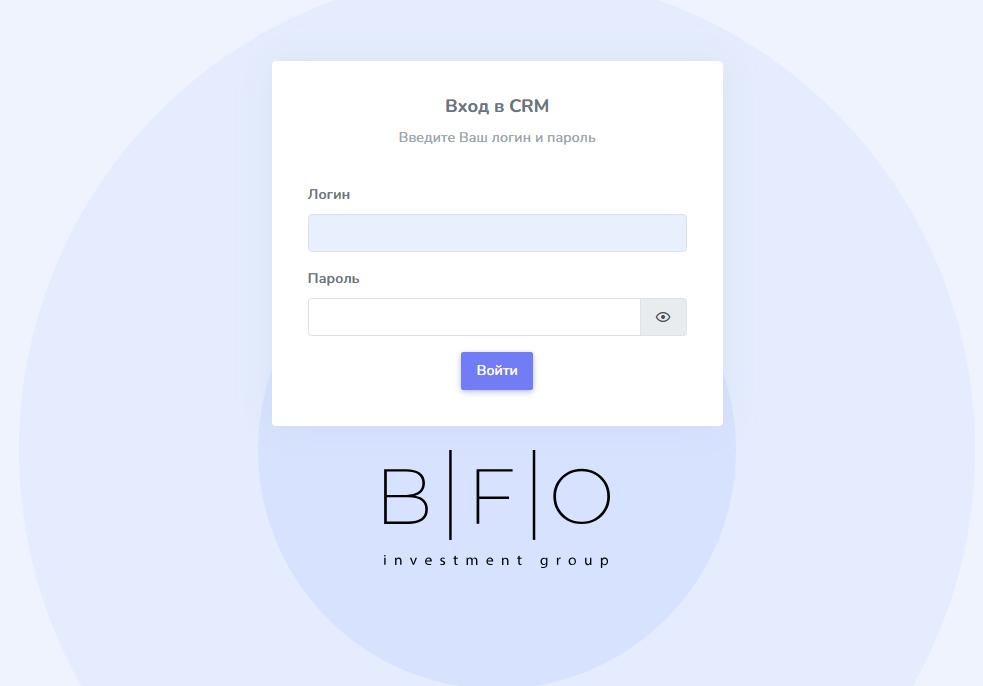 Вход в CRM
Введите Ваш логин и пароль
Логин
Пароль
Войти
B|F|O
investment group